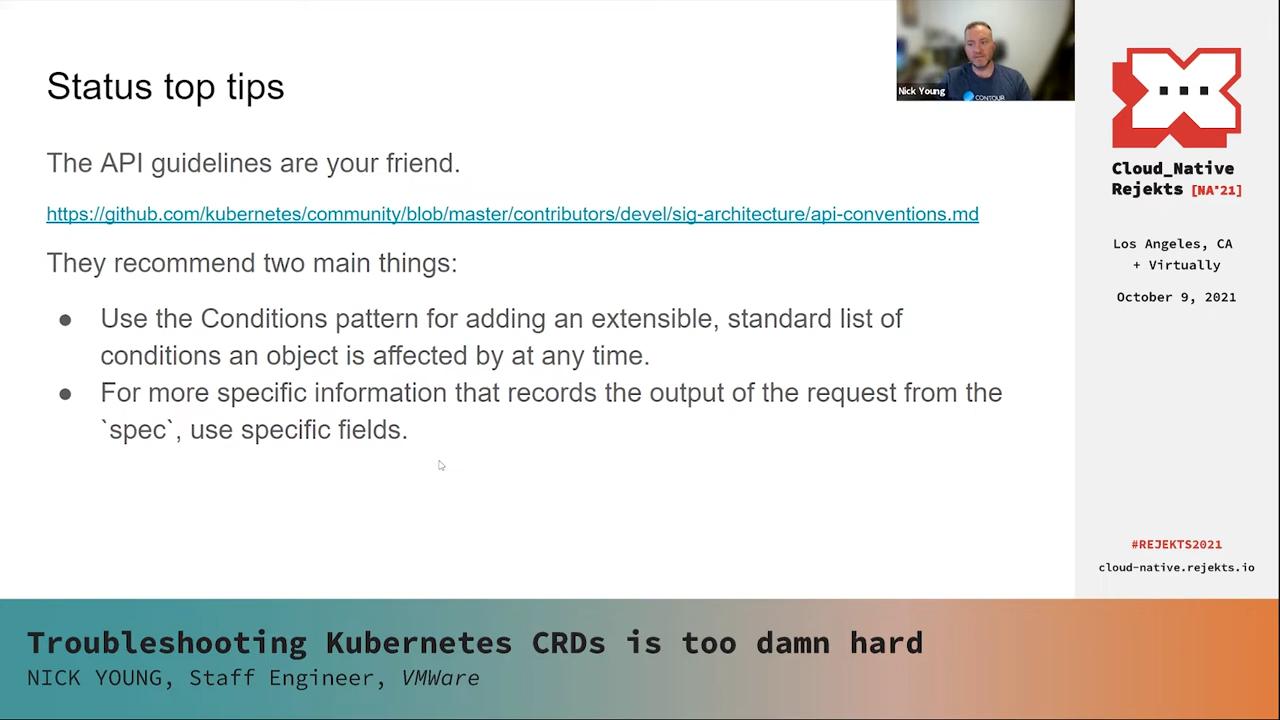 Status top tips
The API guidelines are your friend.
https://github.com/kubernetes/community/blob/master/contributors/devel/sig-architecture/api-conventions.md
They recommend two main things:
● Use the Conditions pattern for adding an extensible, standard list of
conditions an object is affected by at any time.
● For more specific information that records the output of the request from the
`spec`, use specific fields.
Nick Young
CONTOUR
Cloud_Native
Rejekts [NA'21]
Los Angeles, CA
+ Virtually
October 9, 2021
#REJEKTS2021
cloud-native.rejekts.io
Troubleshooting Kubernetes CRDs is too damn hard
NICK YOUNG, Staff Engineer, VMWare